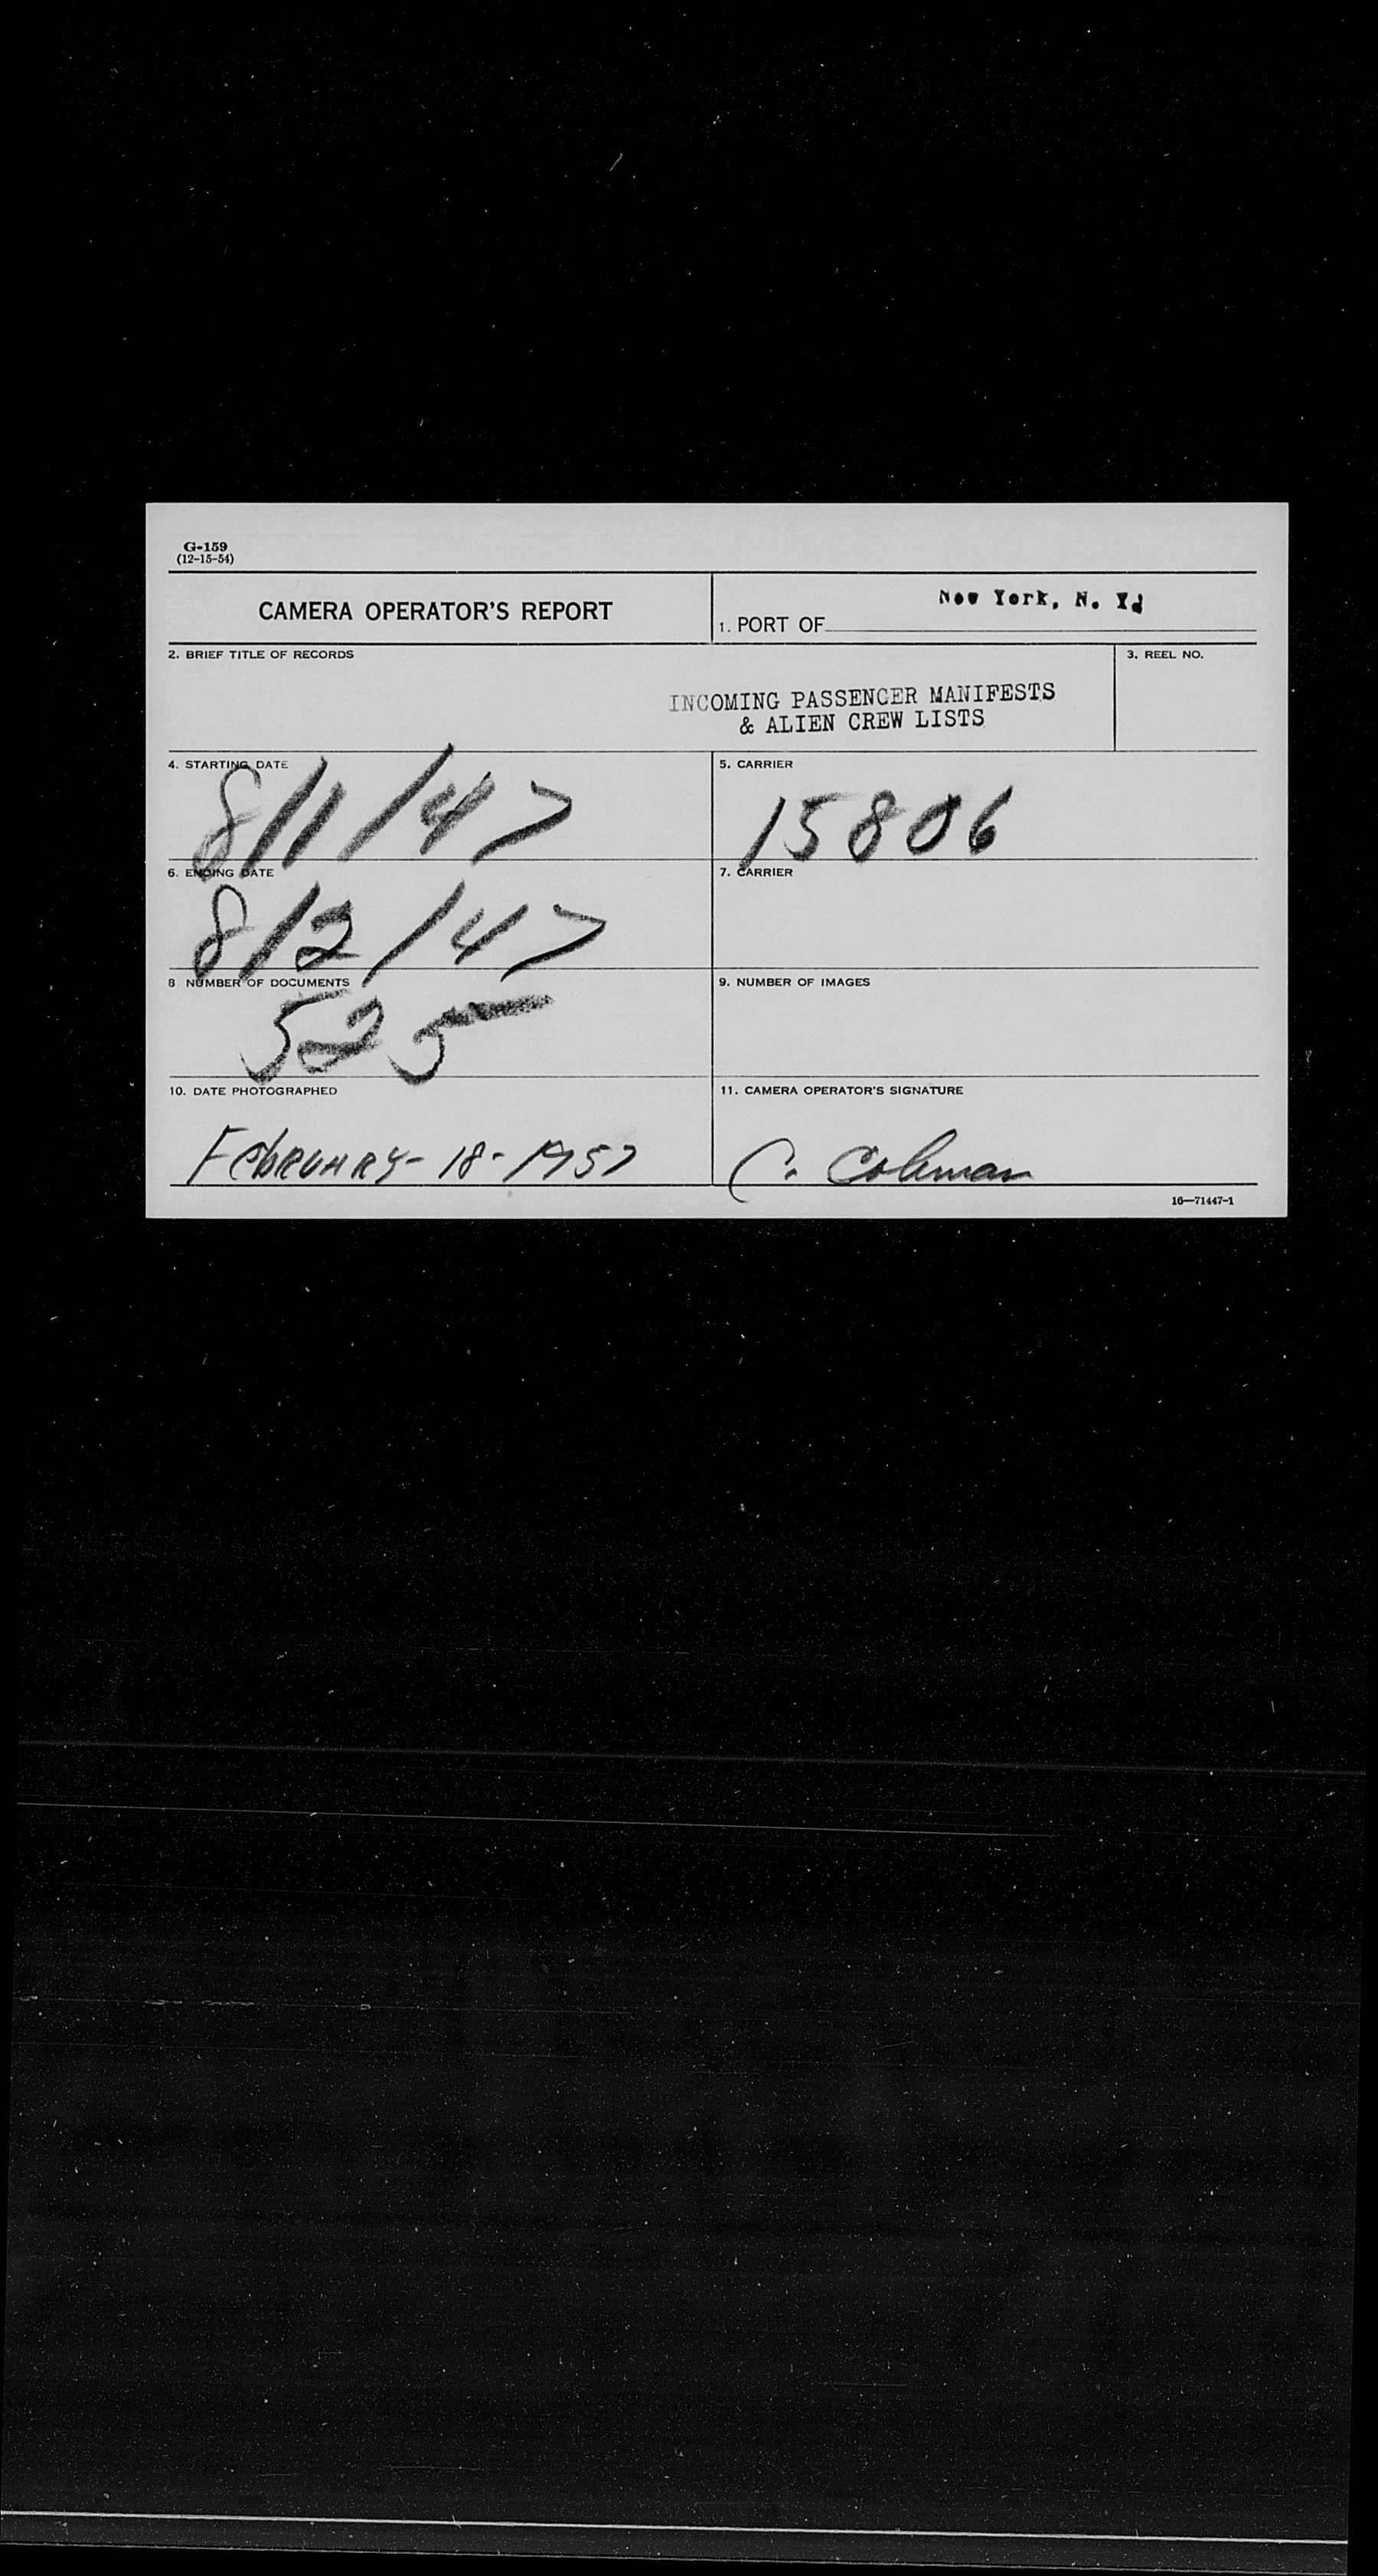 G-159
(12-15-54)
CAMERA OPERATOR'S REPORT
1. PORT OF New York, N. Y.
2. BRIEF TITLE OF RECORDS
INCOMING PASSENGER MANIFESTS
& ALIEN CREW LISTS
3. REEL NO.
4. STARTING DATE
8/1/47
5. CARRIER
15806
6. ENDING DATE
8/2/47
7. CARRIER
8 NUMBER OF DOCUMENTS
525
9. NUMBER OF IMAGES
10. DATE PHOTOGRAPHED
FEbRUARY-18-1957
11. CAMERA OPERATOR'S SIGNATURE
C. Coleman
16—71447-1